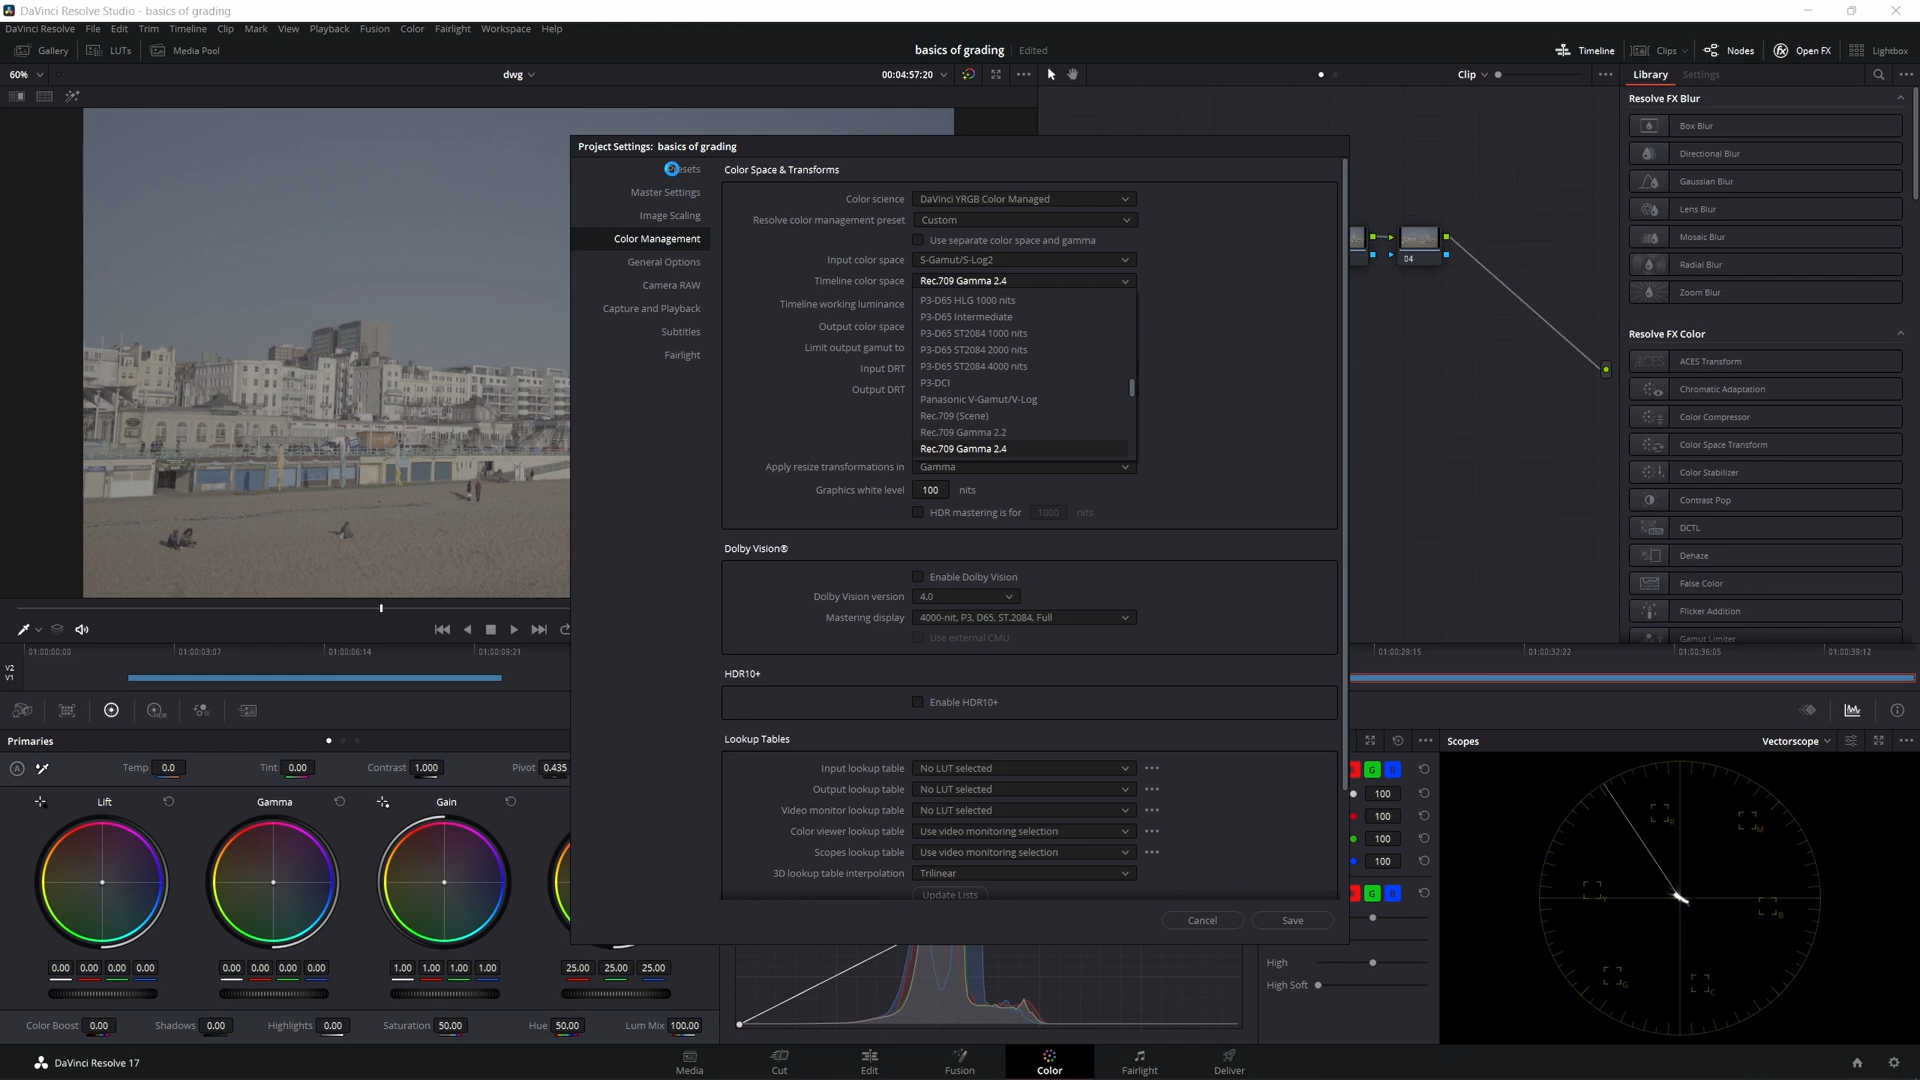 DaVinci Resolve Studio - basics of grading
DaVinci Resolve File Edit Trim Timeline Clip Mark View Playback Fusion Color Fairlight Workspace Help
Gallery LUTs Media Pool basics of grading Edited Timeline Clips Nodes Open FX Lightbox
60% dwg 00:04:57:20 Clip Library Settings
Resolve FX Blur
Box Blur
Directional Blur
Gaussian Blur
Lens Blur
Mosaic Blur
Radial Blur
Zoom Blur
Resolve FX Color
ACES Transform
Chromatic Adaptation
Color Compressor
Color Space Transform
Color Stabilizer
Contrast Pop
DCTL
Dehaze
False Color
Flicker Addition
Gamut Limiter
04
Project Settings: basics of grading
Master Settings
Image Scaling
Color Management
General Options
Camera RAW
Capture and Playback
Subtitles
Fairlight
Color Space & Transforms
Color science DaVinci YRGB Color Managed
Resolve color management preset Custom
Use separate color space and gamma
Input color space S-Gamut/S-Log2
Timeline color space Rec.709 Gamma 2.4
Timeline working luminance
Output color space
Limit output gamut to
Input DRT
Output DRT
P3-D65 HLG 1000 nits
P3-D65 Intermediate
P3-D65 ST2084 1000 nits
P3-D65 ST2084 2000 nits
P3-D65 ST2084 4000 nits
P3-DCI
Panasonic V-Gamut/V-Log
Rec.709 (Scene)
Rec.709 Gamma 2.2
Rec.709 Gamma 2.4
Apply resize transformations in Gamma
Graphics white level 100 nits
HDR mastering is for 1000 nits
Dolby Vision®
Enable Dolby Vision
Dolby Vision version 4.0
Mastering display 4000-nit, P3, D65, ST.2084, Full
Use external CMU
HDR10+
Enable HDR10+
Lookup Tables
Input lookup table No LUT selected
Output lookup table No LUT selected
Video monitor lookup table No LUT selected
Color viewer lookup table Use video monitoring selection
Scopes lookup table Use video monitoring selection
3D lookup table interpolation Trilinear
Update Lists
Cancel Save
01:00:00:00 01:00:03:07 01:00:06:14 01:00:09:21 01:00:29:15 01:00:32:22 01:00:36:05 01:00:39:12
V2
V1
Primaries
Temp 0.0 Tint 0.00 Contrast 1.000 Pivot 0.435
Lift Gamma Gain
0.00 0.00 0.00 0.00 0.00 0.00 0.00 0.00 1.00 1.00 1.00 1.00 25.00 25.00 25.00
Color Boost 0.00 Shadows 0.00 Highlights 0.00 Saturation 50.00 Hue 50.00 Lum Mix 100.00
R G B
100
100
100
100
R G B
High
High Soft
Scopes Vectorscope
R
M
Y
B
G
C
DaVinci Resolve 17
Media Cut Edit Fusion Color Fairlight Deliver